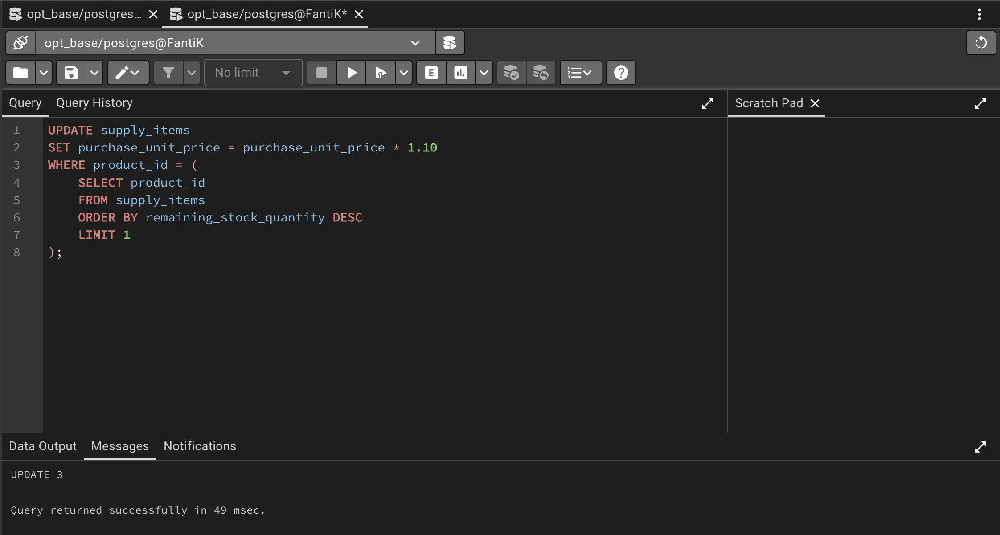 opt_base/postgres...
opt_base/postgres@FantiK*
opt_base/postgres@FantiK
No limit
E
Query
Query History
Scratch Pad
1 UPDATE supply_items
2 SET purchase_unit_price = purchase_unit_price * 1.10
3 WHERE product_id = (
4 SELECT product_id
5 FROM supply_items
6 ORDER BY remaining_stock_quantity DESC
7 LIMIT 1
8 );
Data Output
Messages
Notifications
UPDATE 3
Query returned successfully in 49 msec.